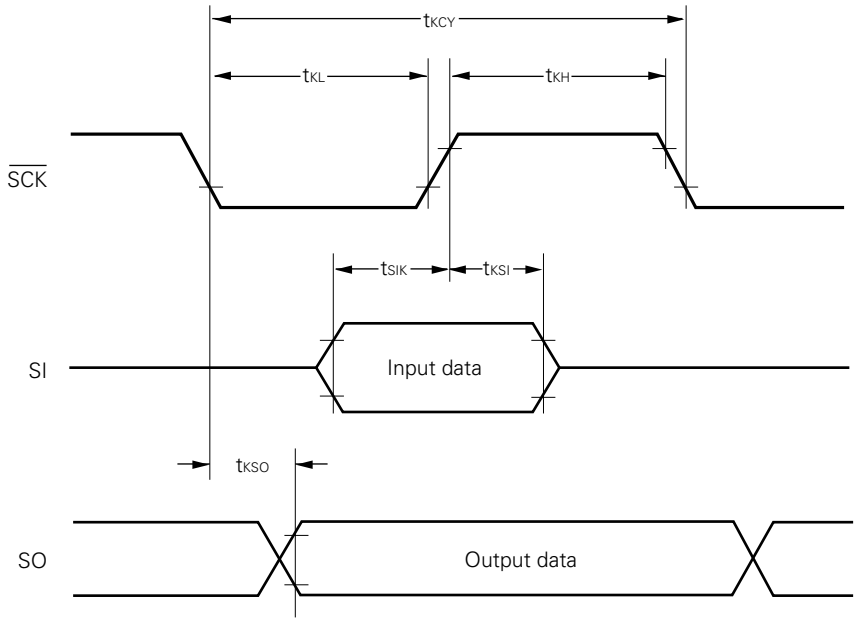 tKCY
tKL
tKH
SCK
tSIK
tKSI
SI
Input data
tKSO
SO
Output data